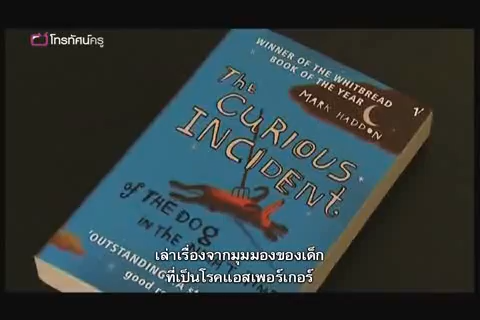 โทรทัศน์ครู
WINNER OF THE WHITBREAD
BOOK OF THE YEAR
MARK HADDON
The
CURIOUS
INCIDENT
of THE DOG
IN THE
'OUTSTANDING
good
เล่าเรื่องจากมุมมองของเด็ก
ที่เป็นโรคแอสเพอร์เกอร์